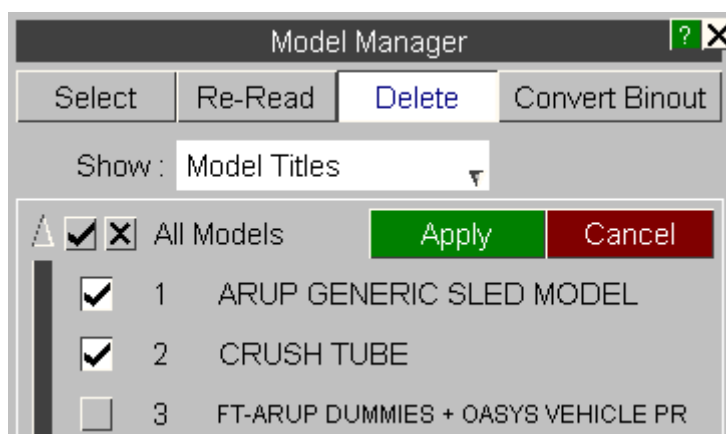 Model Manager ? X
Select Re-Read Delete Convert Binout
Show : Model Titles
All Models Apply Cancel
1 ARUP GENERIC SLED MODEL
2 CRUSH TUBE
3 FT-ARUP DUMMIES + OASYS VEHICLE PR